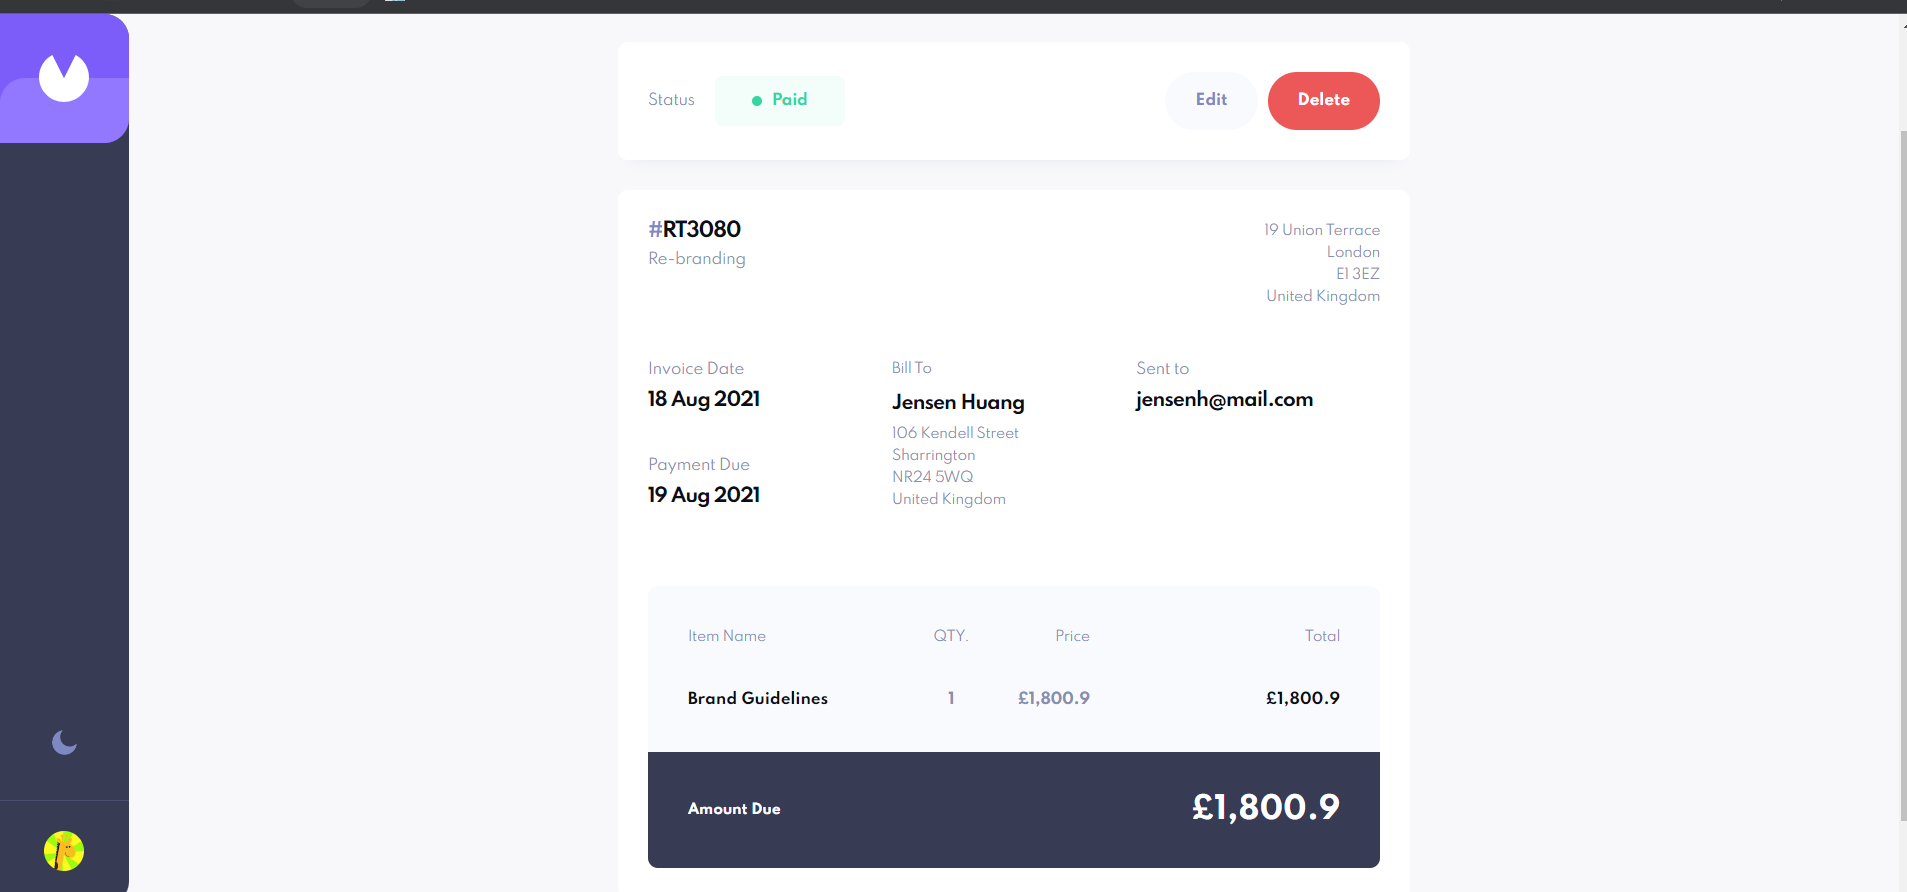 Status
Paid
Edit
Delete
#RT3080
Re-branding
19 Union Terrace
London
E1 3EZ
United Kingdom
Invoice Date
18 Aug 2021
Payment Due
19 Aug 2021
Bill To
Jensen Huang
106 Kendell Street
Sharrington
NR24 5WQ
United Kingdom
Sent to
jensenh@mail.com
Item Name QTY. Price Total
Brand Guidelines 1 £1,800.9 £1,800.9
Amount Due £1,800.9